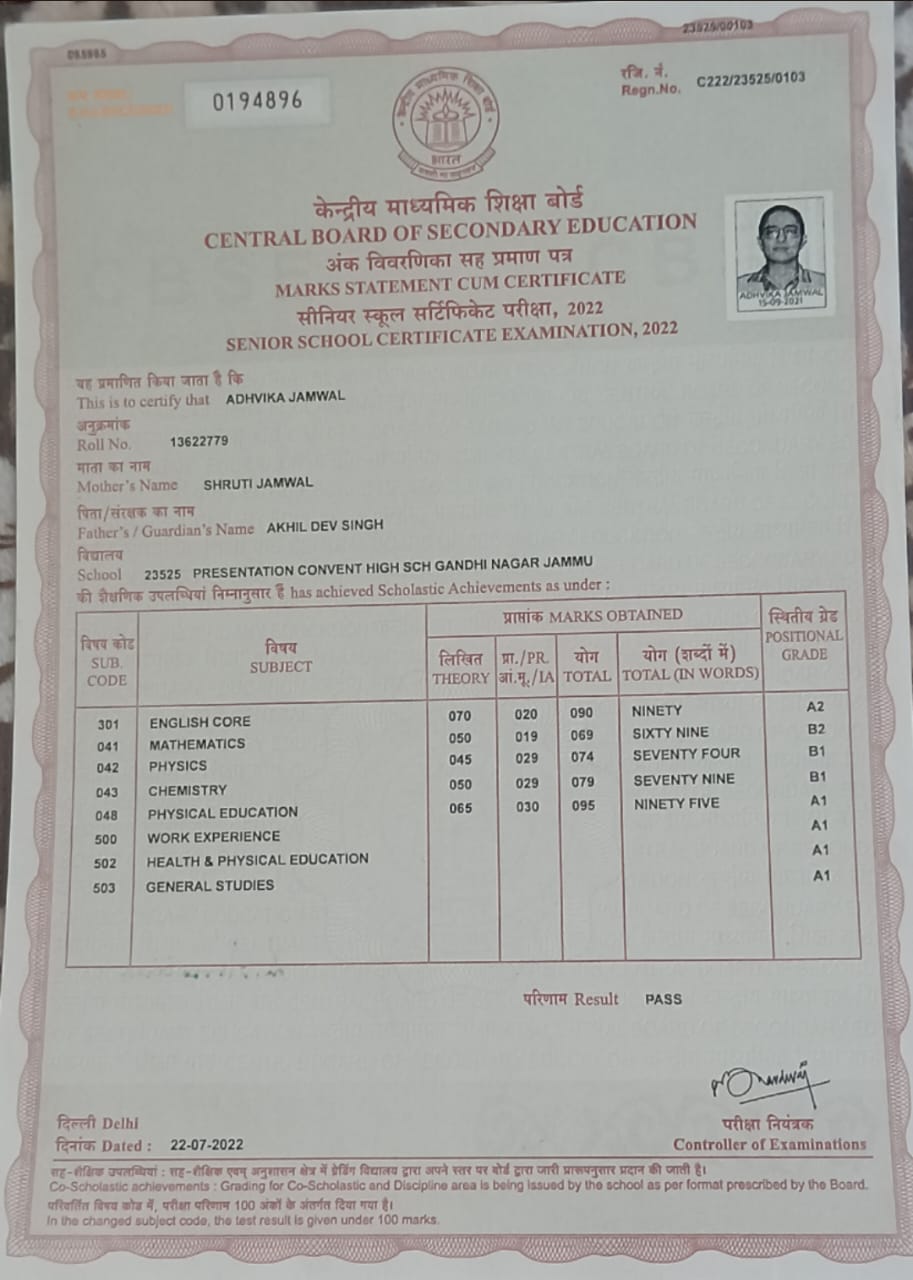 23525/00103
0194896
रजि. नं.
Regn.No. C222/23525/0103
भारत
केन्द्रीय माध्यमिक शिक्षा बोर्ड
CENTRAL BOARD OF SECONDARY EDUCATION
अंक विवरणिका सह प्रमाण पत्र
MARKS STATEMENT CUM CERTIFICATE
सीनियर स्कूल सर्टिफिकेट परीक्षा, 2022
SENIOR SCHOOL CERTIFICATE EXAMINATION, 2022
ADHVIKA JAMWAL
15-09-2021
यह प्रमाणित किया जाता है कि
This is to certify that ADHVIKA JAMWAL
अनुक्रमांक
Roll No. 13622779
माता का नाम
Mother's Name SHRUTI JAMWAL
पिता/संरक्षक का नाम
Father's / Guardian's Name AKHIL DEV SINGH
विद्यालय
School 23525 PRESENTATION CONVENT HIGH SCH GANDHI NAGAR JAMMU
की शैक्षणिक उपलब्धियां निम्नानुसार हैं has achieved Scholastic Achievements as under :
विषय कोड
SUB.
CODE
विषय
SUBJECT
प्राप्तांक MARKS OBTAINED
लिखित
THEORY
प्रा./PR.
आं.मू./IA
योग
TOTAL
योग (शब्दों में)
TOTAL (IN WORDS)
स्थितीय ग्रेड
POSITIONAL
GRADE
301 ENGLISH CORE 070 020 090 NINETY A2
041 MATHEMATICS 050 019 069 SIXTY NINE B2
042 PHYSICS 045 029 074 SEVENTY FOUR B1
043 CHEMISTRY 050 029 079 SEVENTY NINE B1
048 PHYSICAL EDUCATION 065 030 095 NINETY FIVE A1
500 WORK EXPERIENCE A1
502 HEALTH & PHYSICAL EDUCATION A1
503 GENERAL STUDIES A1
परिणाम Result PASS
दिल्ली Delhi
दिनांक Dated : 22-07-2022
परीक्षा नियंत्रक
Controller of Examinations
सह-शैक्षिक उपलब्धियां : सह-शैक्षिक एवम् अनुशासन क्षेत्र में ग्रेडिंग विद्यालय द्वारा अपने स्तर पर बोर्ड द्वारा जारी प्रारूपनुसार प्रदान की जाती है।
Co-Scholastic achievements : Grading for Co-Scholastic and Discipline area is being issued by the school as per format prescribed by the Board.
परिवर्तित विषय कोड में, परीक्षा परिणाम 100 अंकों के अंतर्गत दिया गया है।
In the changed subject code, the test result is given under 100 marks.